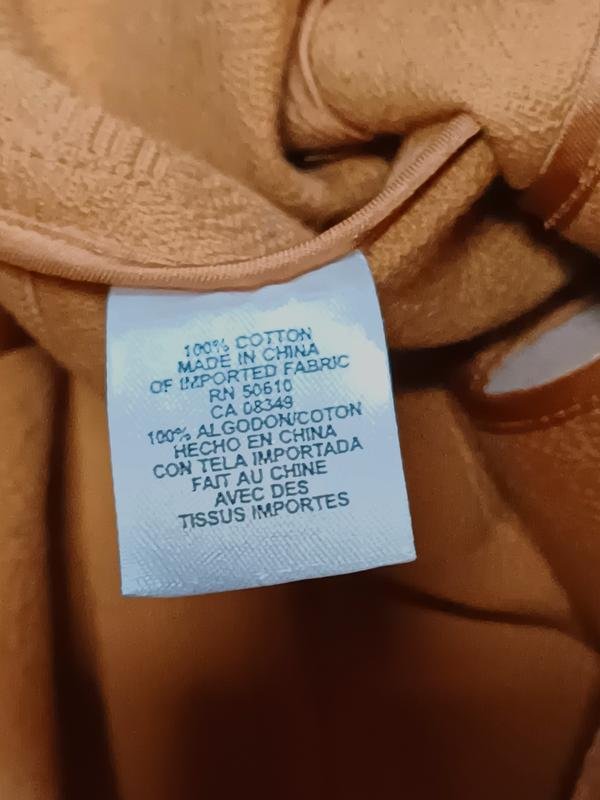 100% COTTON
MADE IN CHINA
OF IMPORTED FABRIC
RN 50610
CA 08349
100% ALGODON/COTON
HECHO EN CHINA
CON TELA IMPORTADA
FAIT AU CHINE
AVEC DES
TISSUS IMPORTES